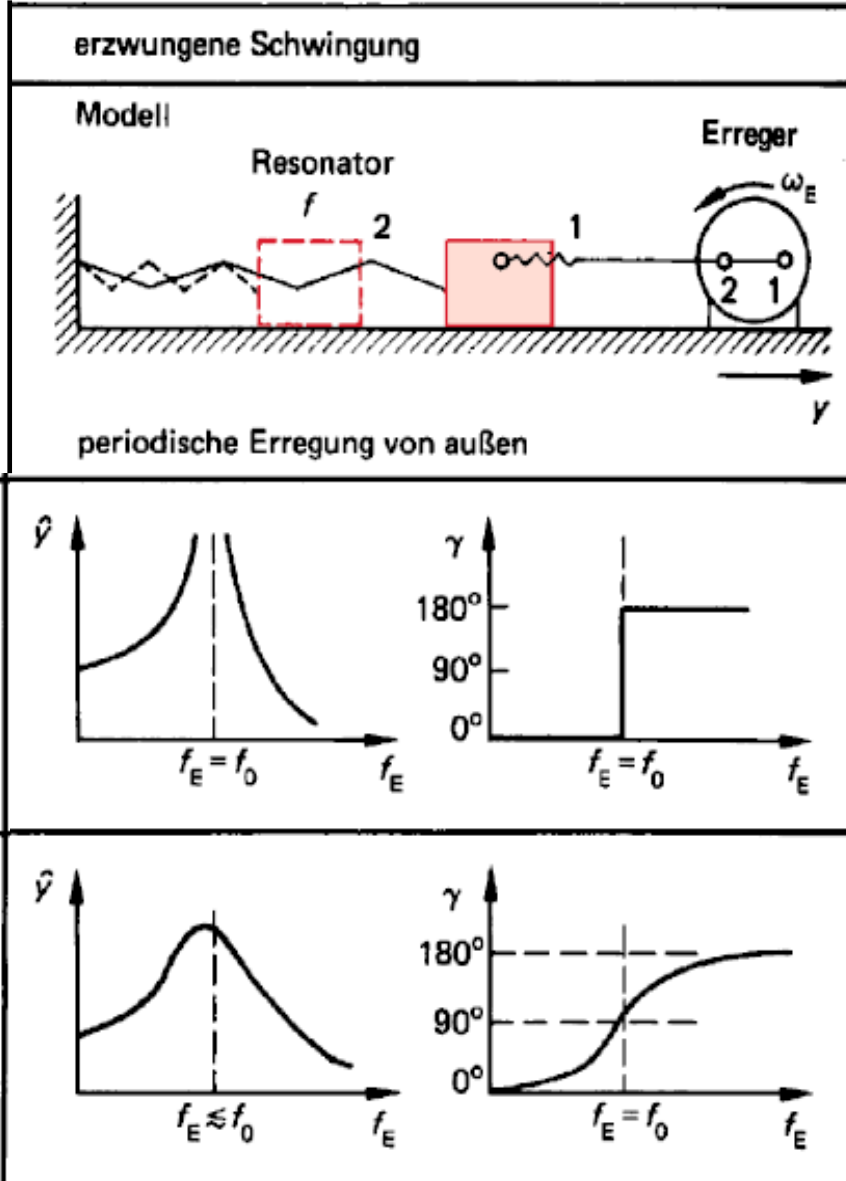 erzwungene Schwingung
Modell
Erreger
Resonator
ω_E
f
2
1
2 1
y
periodische Erregung von außen
ŷ
γ
180°
90°
0°
f_E = f_0
f_E
f_E = f_0
f_E
ŷ
γ
180°
90°
0°
f_E ≲ f_0
f_E
f_E = f_0
f_E